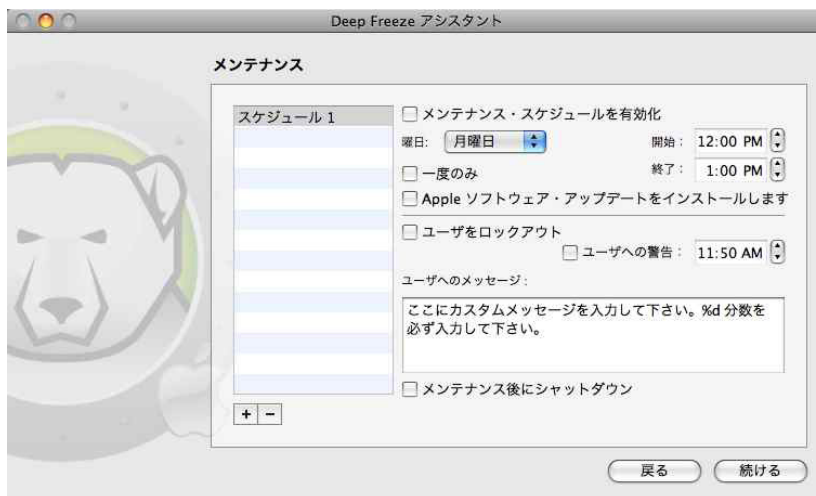 Deep Freeze アシスタント
メンテナンス
スケジュール 1
メンテナンス・スケジュールを有効化
曜日: 月曜日 開始: 12:00 PM
一度のみ 終了: 1:00 PM
Apple ソフトウェア・アップデートをインストールします
ユーザをロックアウト
ユーザへの警告: 11:50 AM
ユーザへのメッセージ:
ここにカスタムメッセージを入力して下さい。%d 分数を
必ず入力して下さい。
メンテナンス後にシャットダウン
+ -
戻る 続ける